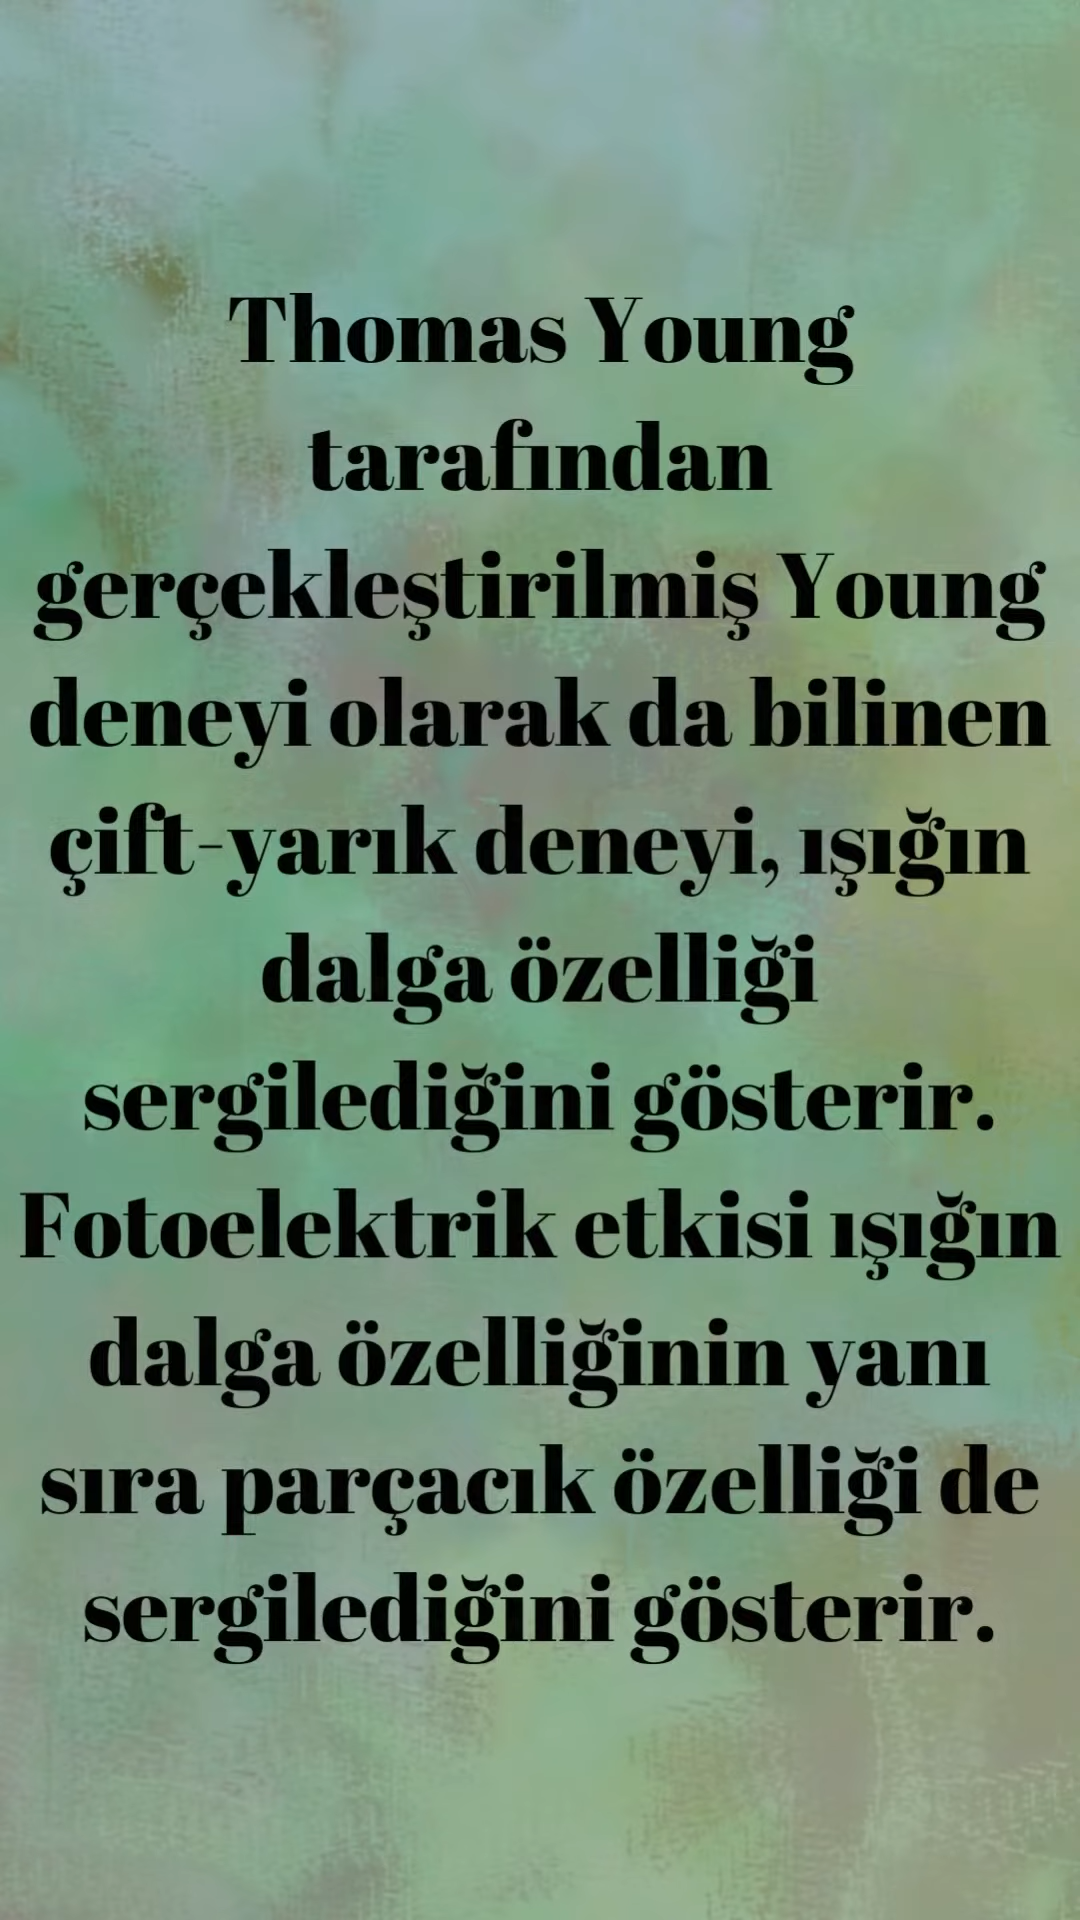 Thomas Young
tarafından
gerçekleştirilmiş Young
deneyi olarak da bilinen
çift-yarık deneyi, ışığın
dalga özelliği
sergilediğini gösterir.
Fotoelektrik etkisi ışığın
dalga özelliğinin yanı
sıra parçacık özelliği de
sergilediğini gösterir.